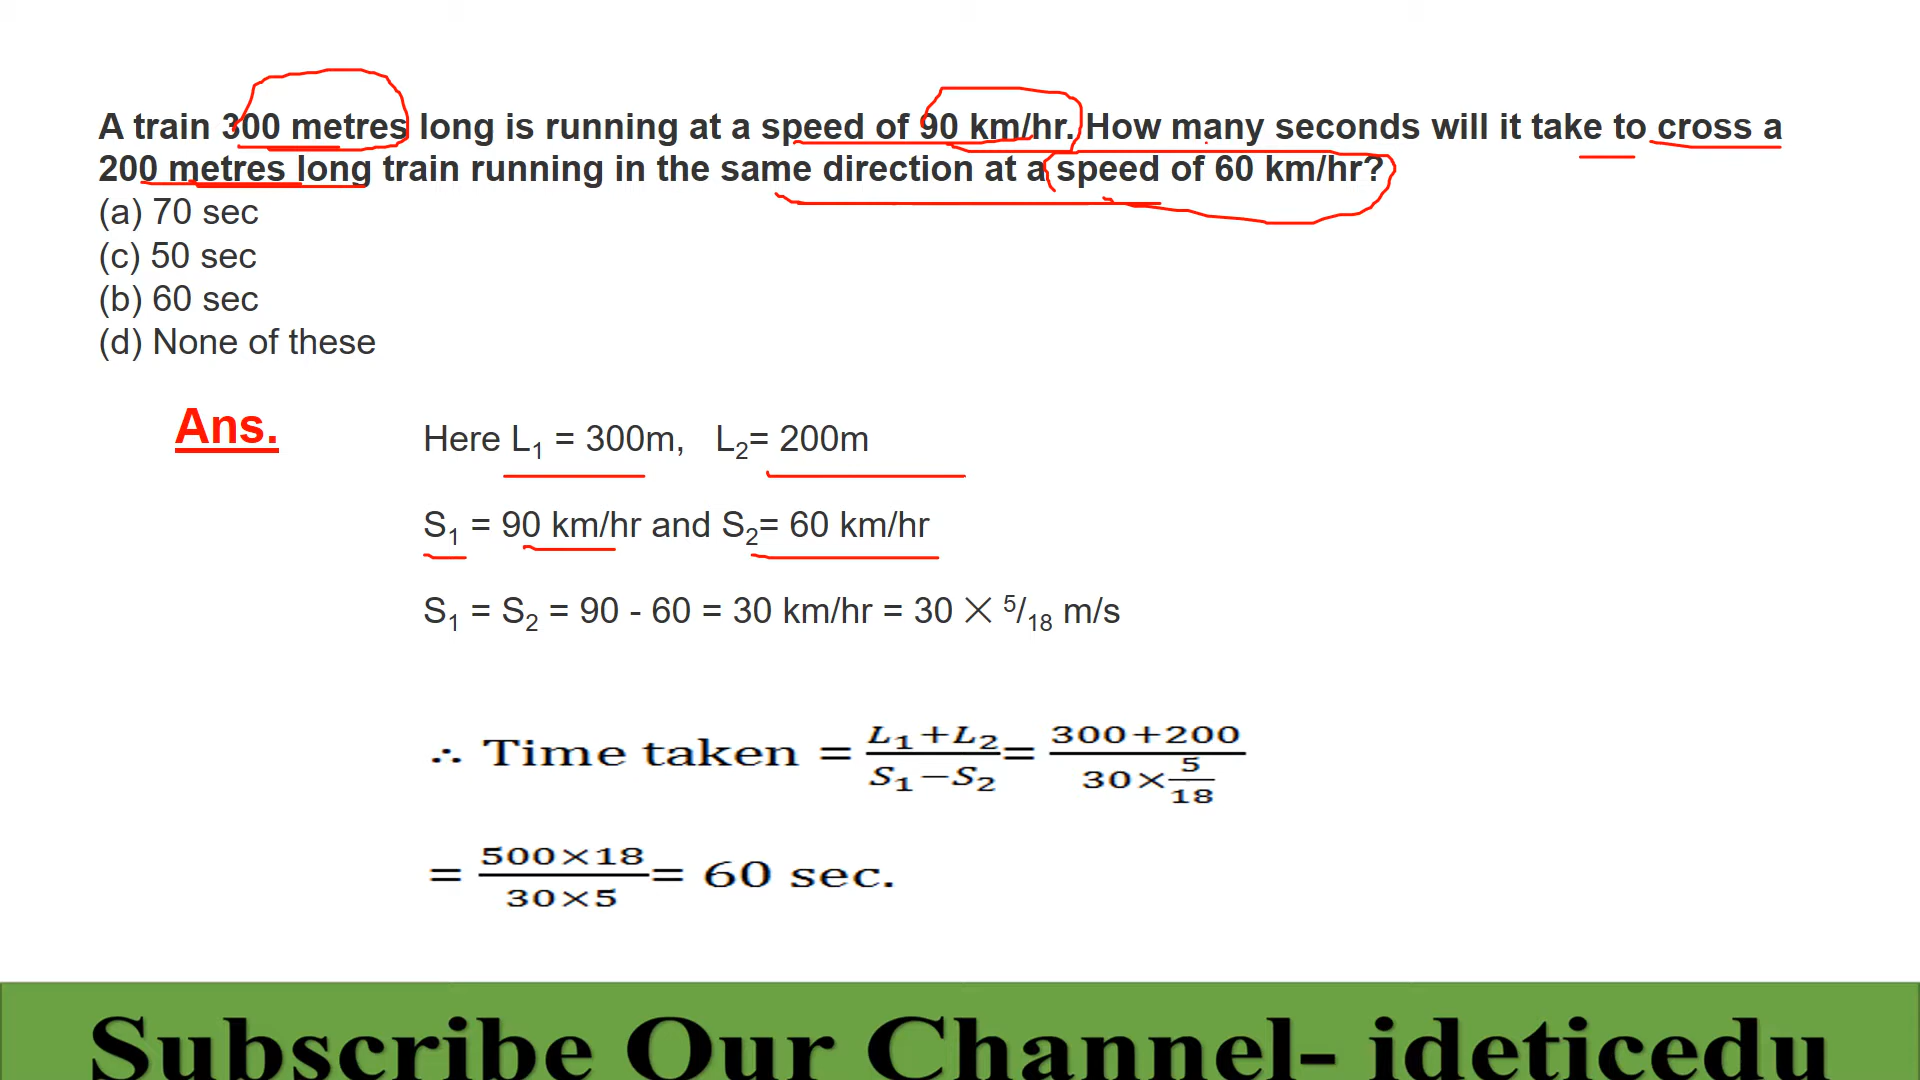 A train 300 metres long is running at a speed of 90 km/hr. How many seconds will it take to cross a
200 metres long train running in the same direction at a speed of 60 km/hr?
(a) 70 sec
(c) 50 sec
(b) 60 sec
(d) None of these
Ans.
Here L₁ = 300m, L₂= 200m
S₁ = 90 km/hr and S₂= 60 km/hr
S₁ = S₂ = 90 - 60 = 30 km/hr = 30 × ⁵/₁₈ m/s
∴ Time taken = (L₁+L₂)/(S₁−S₂) = (300+200)/(30×5/18)
= (500×18)/(30×5) = 60 sec.
Subscribe Our Channel- ideticedu